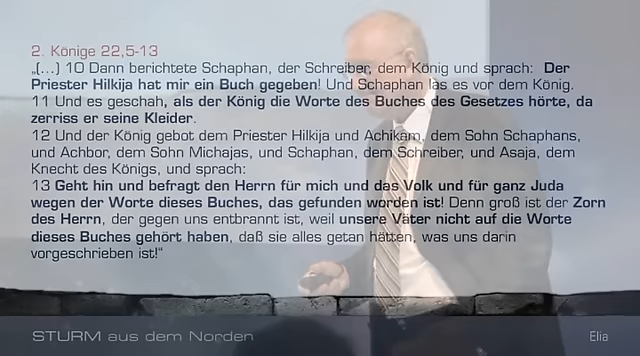 2. Könige 22,5-13
„(...) 10 Dann berichtete Schaphan, der Schreiber, dem König und sprach: Der
Priester Hilkija hat mir ein Buch gegeben! Und Schaphan las es vor dem König.
11 Und es geschah, als der König die Worte des Buches des Gesetzes hörte, da
zerriss er seine Kleider.
12 Und der König gebot dem Priester Hilkija und Achikam, dem Sohn Schaphans,
und Achbor, dem Sohn Michajas, und Schaphan, dem Schreiber, und Asaja, dem
Knecht des Königs, und sprach:
13 Geht hin und befragt den Herrn für mich und das Volk und für ganz Juda
wegen der Worte dieses Buches, das gefunden worden ist! Denn groß ist der Zorn
des Herrn, der gegen uns entbrannt ist, weil unsere Väter nicht auf die Worte
dieses Buches gehört haben, daß sie alles getan hätten, was uns darin
vorgeschrieben ist!“
STURM aus dem Norden
Elia